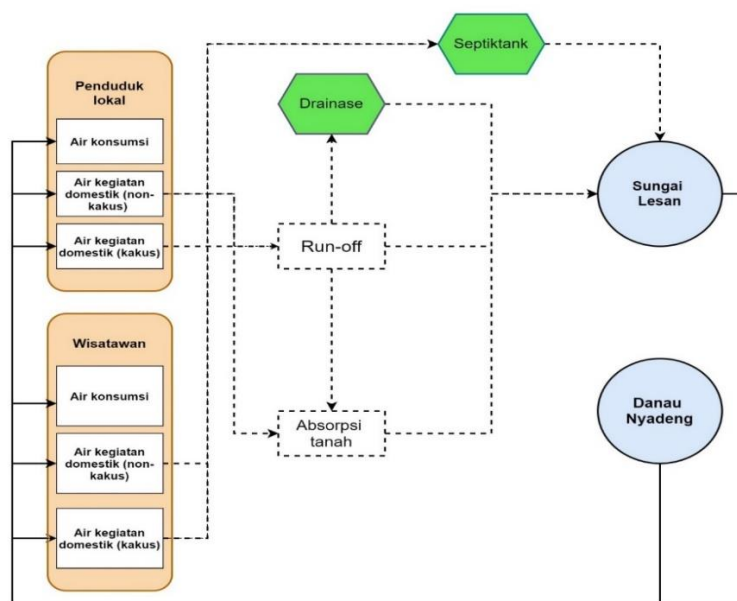 Septiktank
Penduduk
lokal
Drainase
Air konsumsi
Air kegiatan
domestik (non-
kakus)
Air kegiatan
domestik (kakus)
Run-off
Sungai
Lesan
Wisatawan
Air konsumsi
Air kegiatan
domestik (non-
kakus)
Air kegiatan
domestik (kakus)
Absorpsi
tanah
Danau
Nyadeng